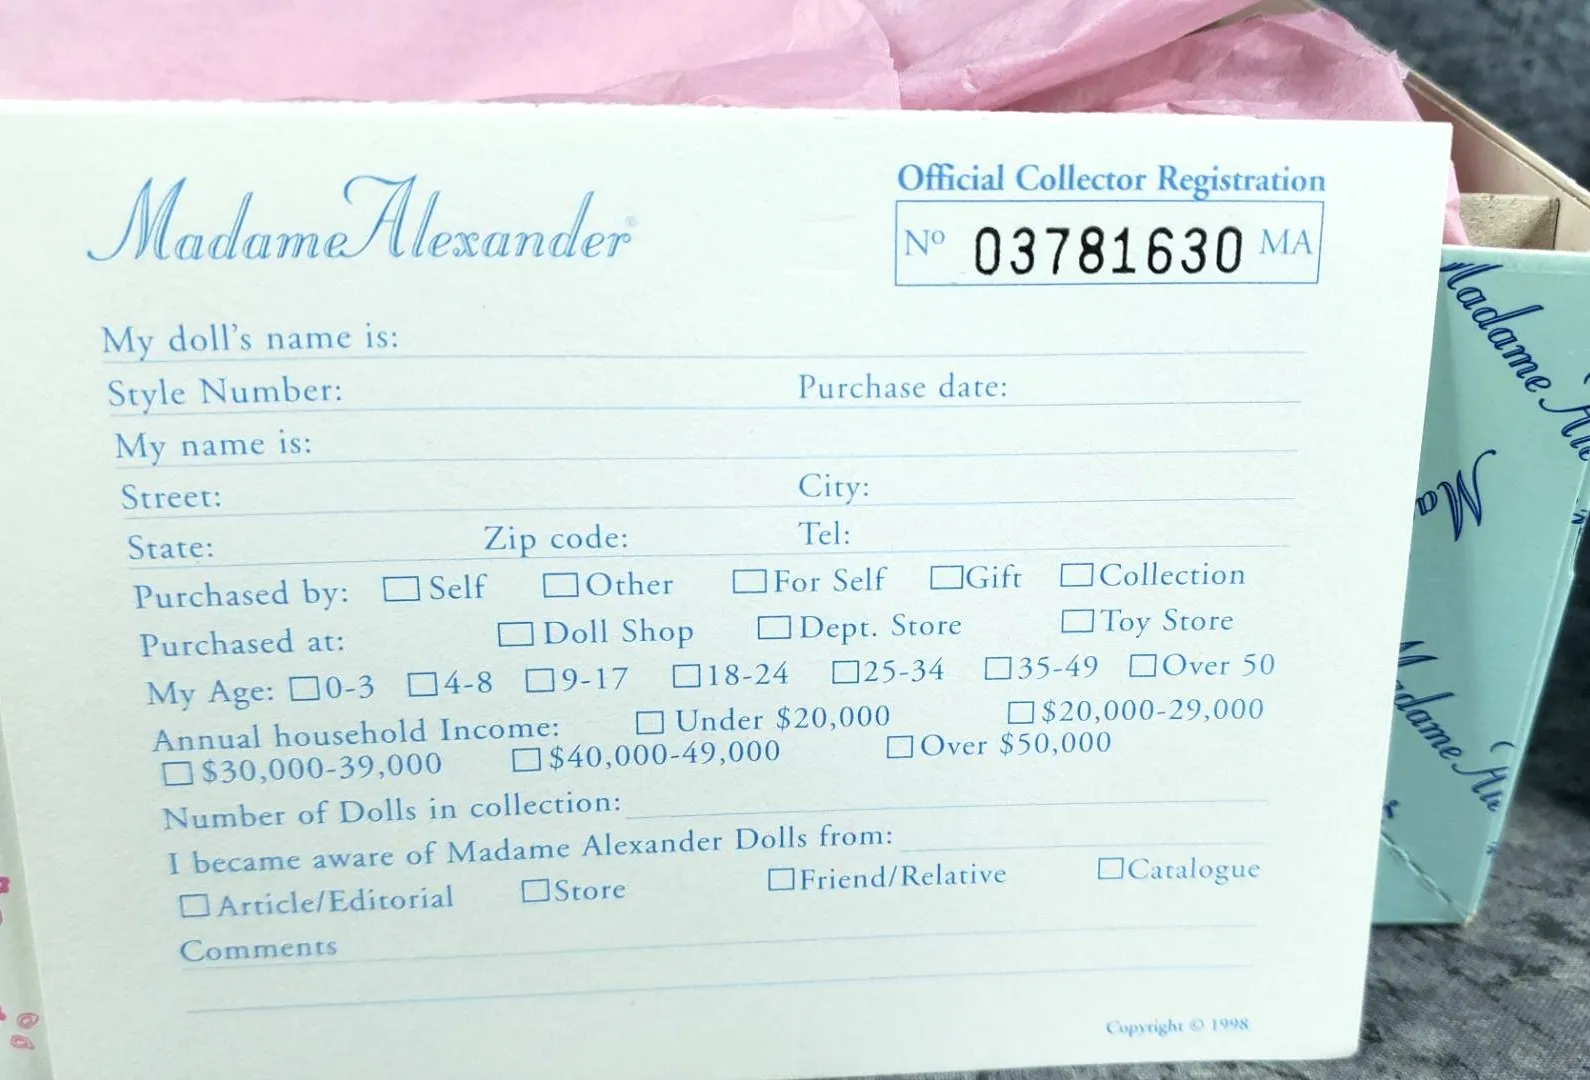 Madame Alexander®
Official Collector Registration
Nº 03781630 MA
My doll's name is:
Style Number: Purchase date:
My name is:
Street: City:
State: Zip code: Tel:
Purchased by: Self Other For Self Gift Collection
Purchased at: Doll Shop Dept. Store Toy Store
My Age: 0-3 4-8 9-17 18-24 25-34 35-49 Over 50
Annual household Income: Under $20,000 $20,000-29,000
$30,000-39,000 $40,000-49,000 Over $50,000
Number of Dolls in collection:
I became aware of Madame Alexander Dolls from:
Article/Editorial Store Friend/Relative Catalogue
Comments
Copyright © 1998
Madame
Ma
Madame